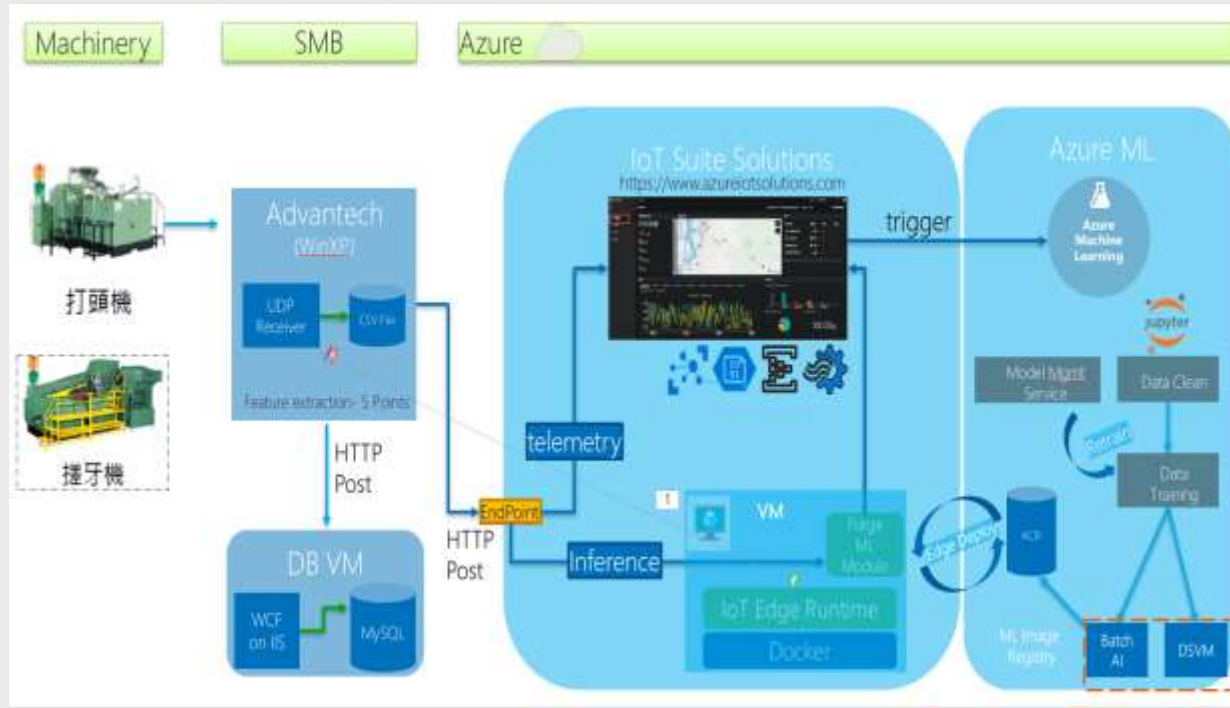 Machinery
SMB
Azure
打頭機
搓牙機
Advantech
(WinXP)
UDP
Receiver
CSV File
Feature extraction- 5 Points
HTTP
Post
DB VM
WCF
on IIS
MySQL
EndPoint
HTTP
Post
IoT Suite Solutions
https://www.azureiotsolutions.com
telemetry
Inference
1
VM
ML
Module
IoT Edge Runtime
Docker
trigger
Edge Deploy
Azure ML
Azure
Machine
Learning
jupyter
Model Mgmt
Service
Data Clean
Retrain
Data
Training
ML Image
Registry
Batch
AI
DSVM